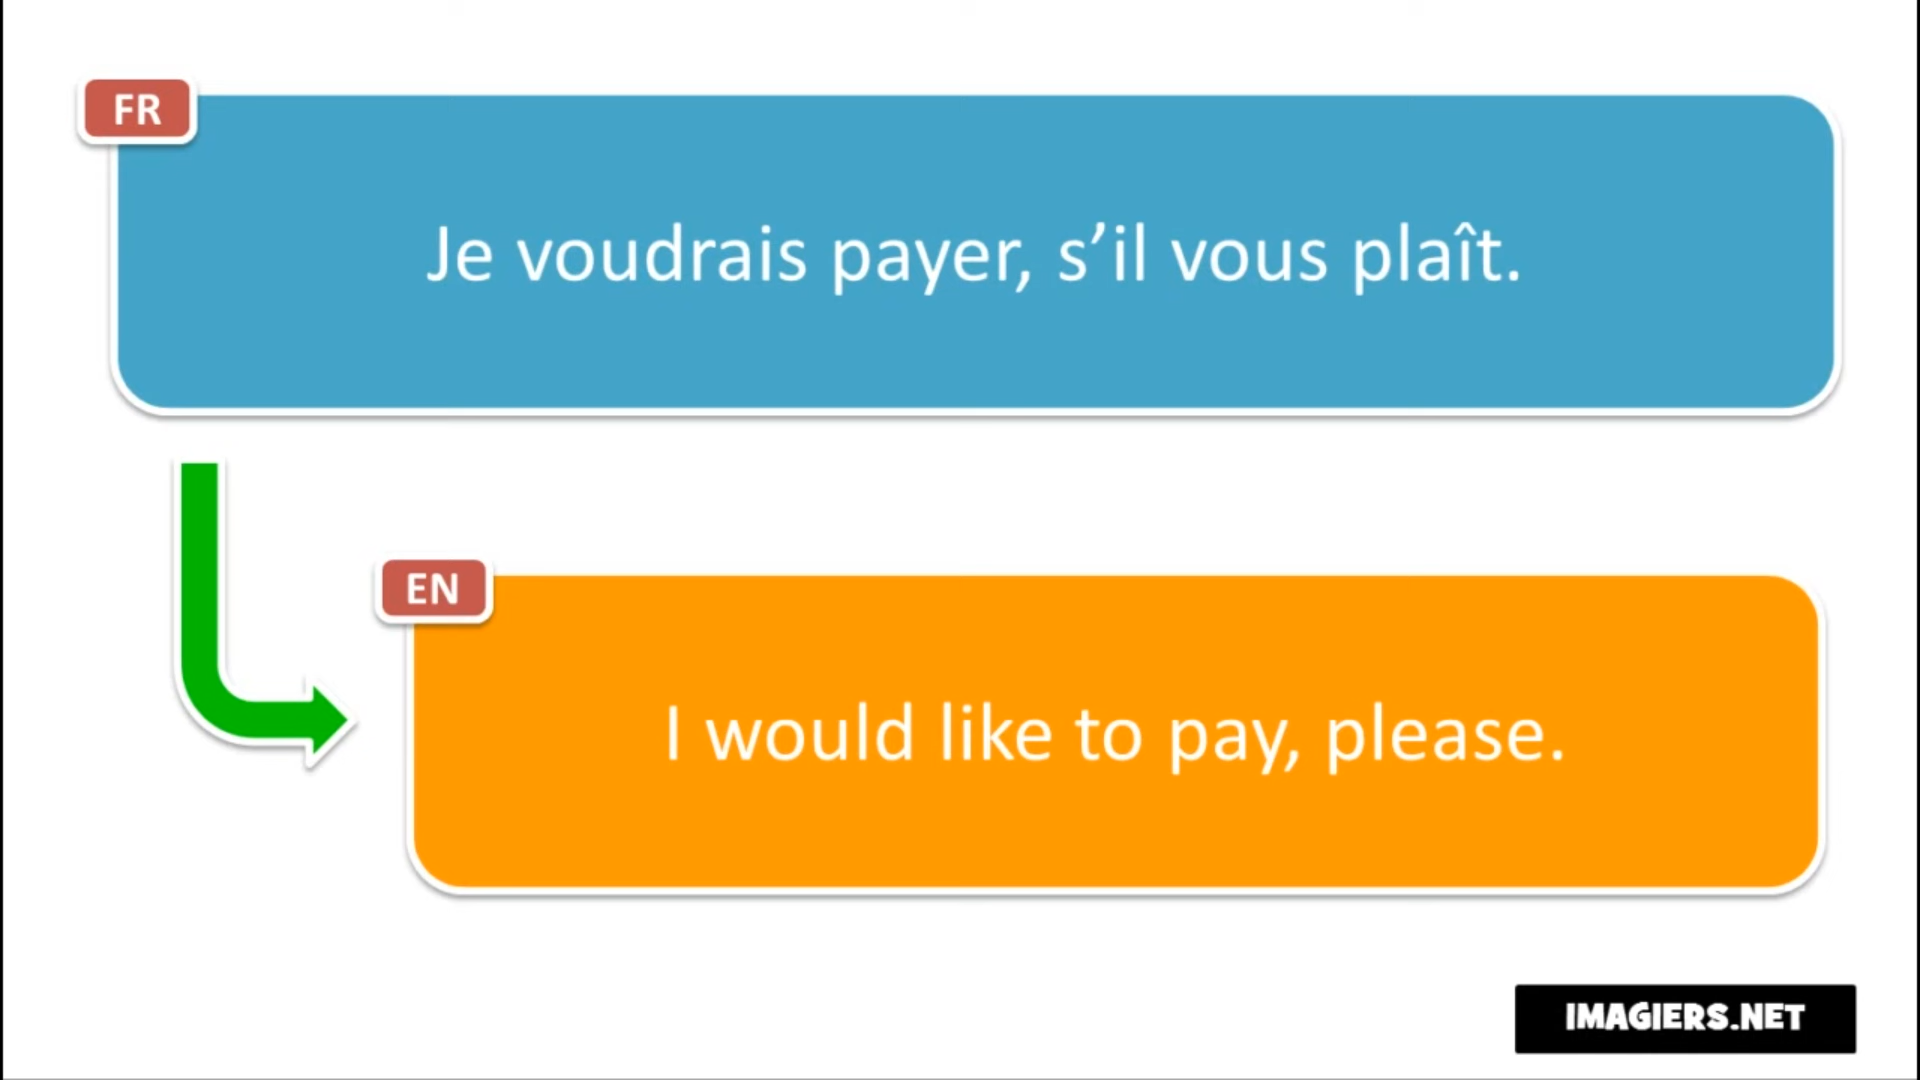 FR
Je voudrais payer, s’il vous plaît.
EN
I would like to pay, please.
IMAGIERS.NET